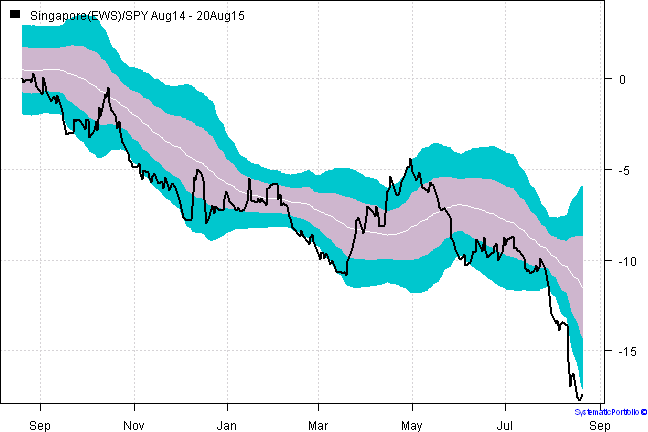 Singapore(EWS)/SPY Aug14 - 20Aug15
0
-5
-10
-15
SystematicPortfolio ©
Sep Nov Jan Mar May Jul Sep